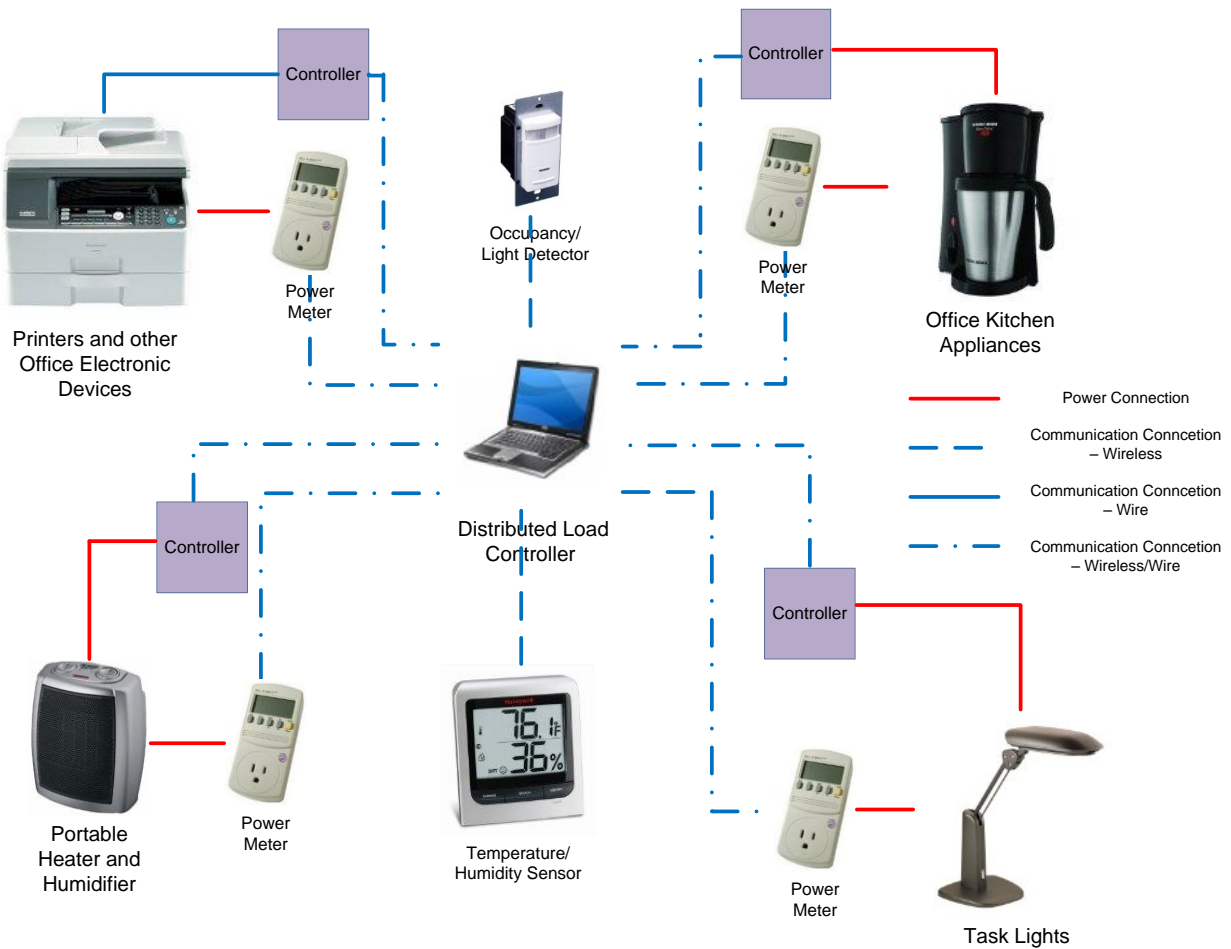 Controller
Controller
Printers and other
Office Electronic
Devices
Power
Meter
Occupancy/
Light Detector
Power
Meter
Office Kitchen
Appliances
Power Connection
Communication Conncetion
– Wireless
Communication Conncetion
– Wire
Communication Conncetion
– Wireless/Wire
Distributed Load
Controller
Controller
Controller
Portable
Heater and
Humidifier
Power
Meter
Honeywell
76.1°F
36%
Temperature/
Humidity Sensor
Power
Meter
Task Lights